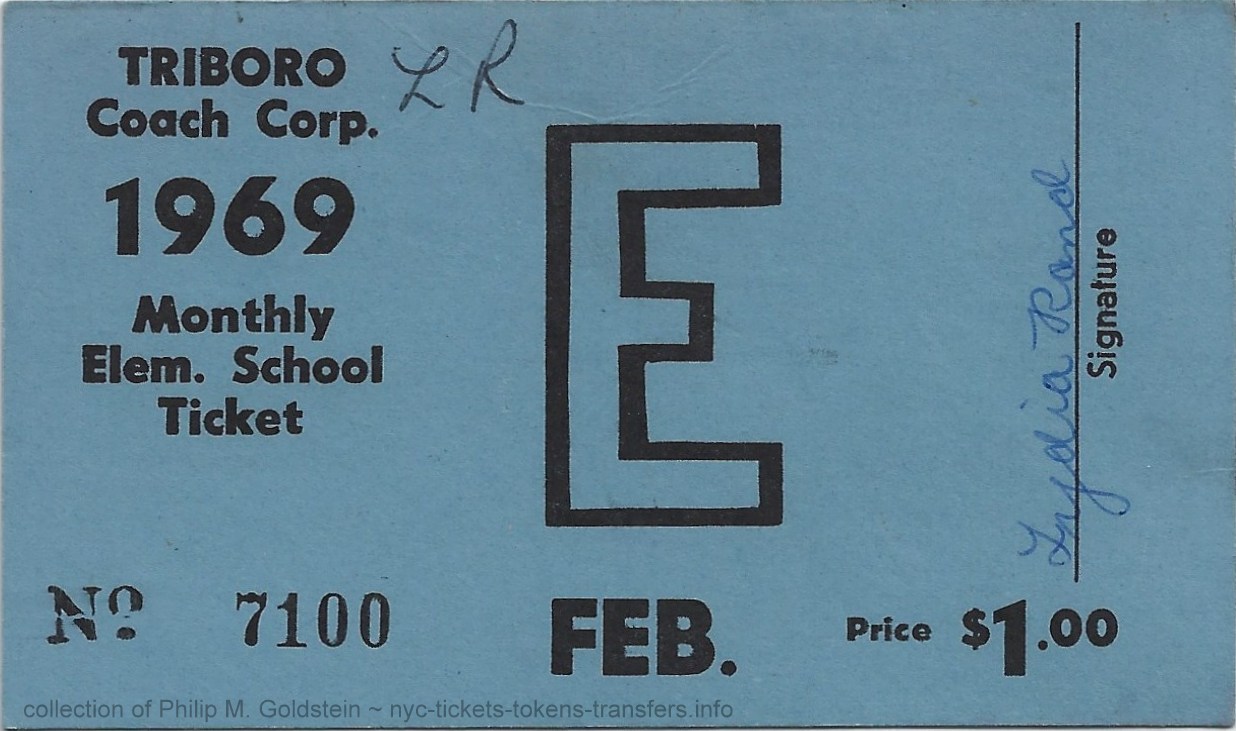 TRIBORO
Coach Corp.
L R
1969
Monthly
Elem. School
Ticket
Nº 7100
E
FEB.
Lydia Rand
Signature
Price $1.00
collection of Philip M. Goldstein ~ nyc-tickets-tokens-transfers.info